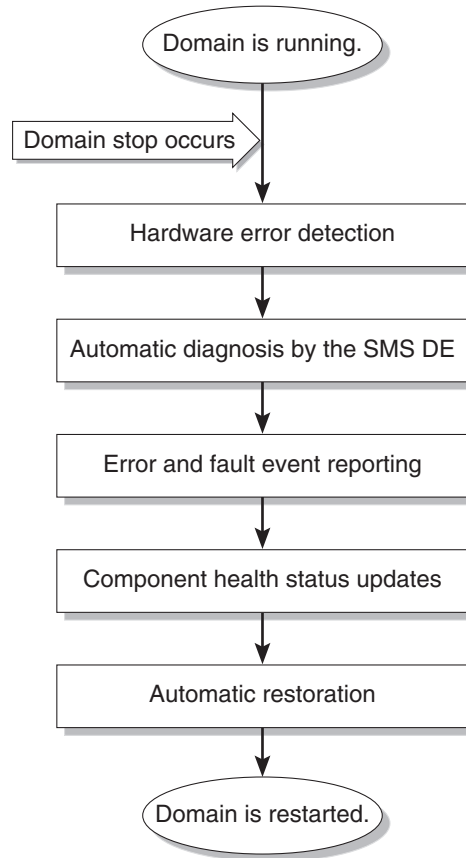 Domain is running.
Domain stop occurs
Hardware error detection
Automatic diagnosis by the SMS DE
Error and fault event reporting
Component health status updates
Automatic restoration
Domain is restarted.